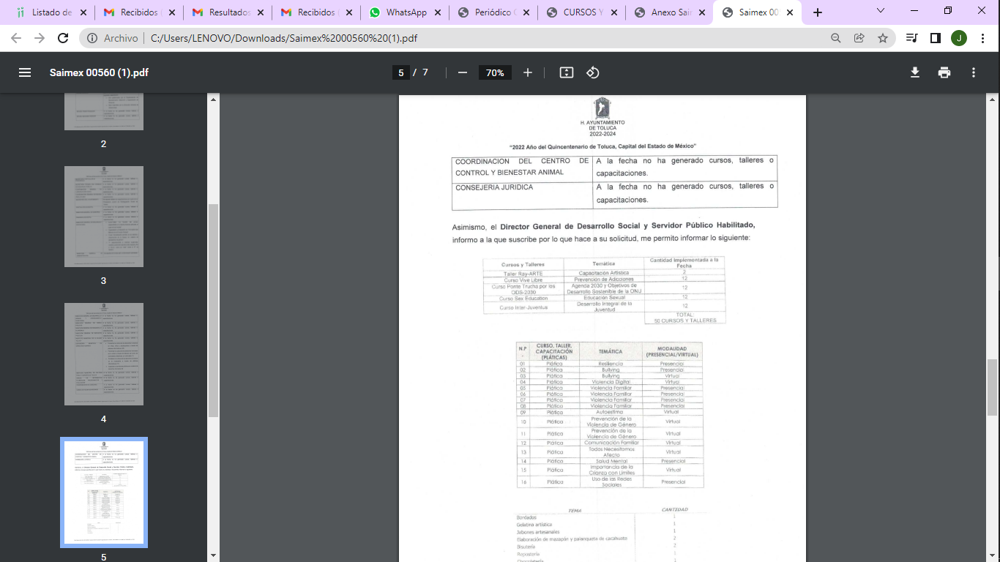 Listado de
Recibidos
Resultados
Recibidos
WhatsApp
Periódico
CURSOS Y
Anexo Sai
Saimex 00
Archivo
C:/Users/LENOVO/Downloads/Saimex%2000560%20(1).pdf
J
Saimex 00560 (1).pdf
5 / 7
70%
2
3
4
5
H. AYUNTAMIENTO
DE TOLUCA
2022-2024
"2022 Año del Quincentenario de Toluca, Capital del Estado de México"
COORDINACION DEL CENTRO DE A la fecha no ha generado cursos, talleres o
CONTROL Y BIENESTAR ANIMAL capacitaciones.
CONSEJERIA JURIDICA A la fecha no ha generado cursos, talleres o
capacitaciones.
Asimismo, el Director General de Desarrollo Social y Servidor Público Habilitado,
informo a la que suscribe por lo que hace a su solicitud, me permito informar lo siguiente:
Cursos y Talleres Temática Cantidad Implementada a la
Fecha
Taller Ray-ARTE Capacitación Artística 2
Curso Vive Libre Prevención de Adicciones 12
Curso Ponte Trucha por los Agenda 2030 y Objetivos de
ODS-2030 Desarrollo Sostenible de la ONU 12
Curso Sex Education Educación Sexual 12
Curso Inter-Juventus Desarrollo Integral de la
Juventud 12
TOTAL:
50 CURSOS Y TALLERES
N.P CURSO, TALLER, TEMÁTICA MODALIDAD
. CAPACITACIÓN (PRESENCIAL/VIRTUAL)
(PLÁTICAS)
01 Plática Resiliencia Presencial
02 Plática Bullying Presencial
03 Plática Bullying Virtual
04 Plática Violencia Digital Virtual
05 Plática Violencia Familiar Presencial
06 Plática Violencia Familiar Presencial
07 Plática Violencia Familiar Presencial
08 Plática Violencia Familiar Presencial
09 Plática Autoestima Virtual
10 Plática Prevención de la
Violencia de Género Virtual
11 Plática Prevención de la
Violencia de Género Virtual
12 Plática Comunicación Familiar Virtual
13 Plática Todos Necesitamos
Afecto Virtual
14 Plática Salud Mental Presencial
15 Plática Importancia de la
Crianza con Límites Virtual
16 Plática Uso de las Redes
Sociales Presencial
TEMA CANTIDAD
Bordados 1
Gelatina artística 1
Jabones artesanales 1
Elaboración de mazapán y palanqueta de cacahuate 2
Bisutería 2
Repostería 1
Chocolatería 1